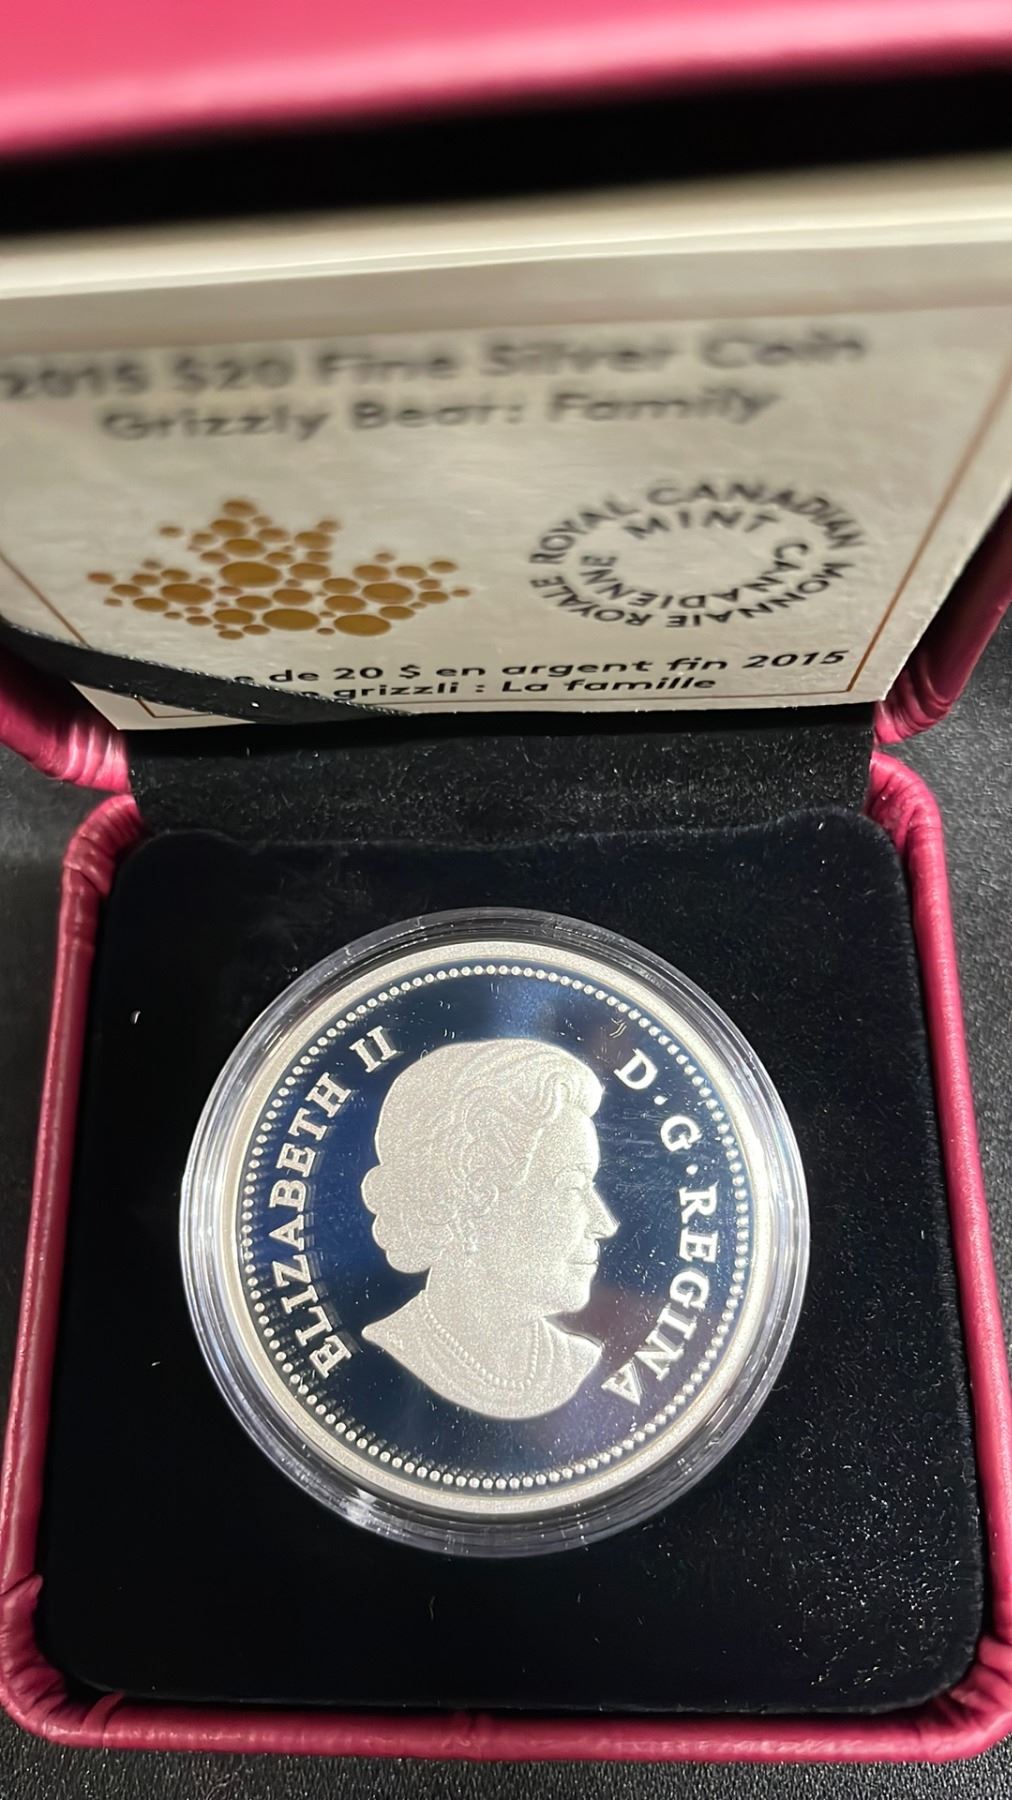 2015 $20 Fine Silver Coin
Grizzly Bear: Family
ROYAL CANADIAN MINT
MONNAIE ROYALE CANADIENNE
de 20 $ en argent fin 2015
grizzli : La famille
ELIZABETH II D·G·REGINA